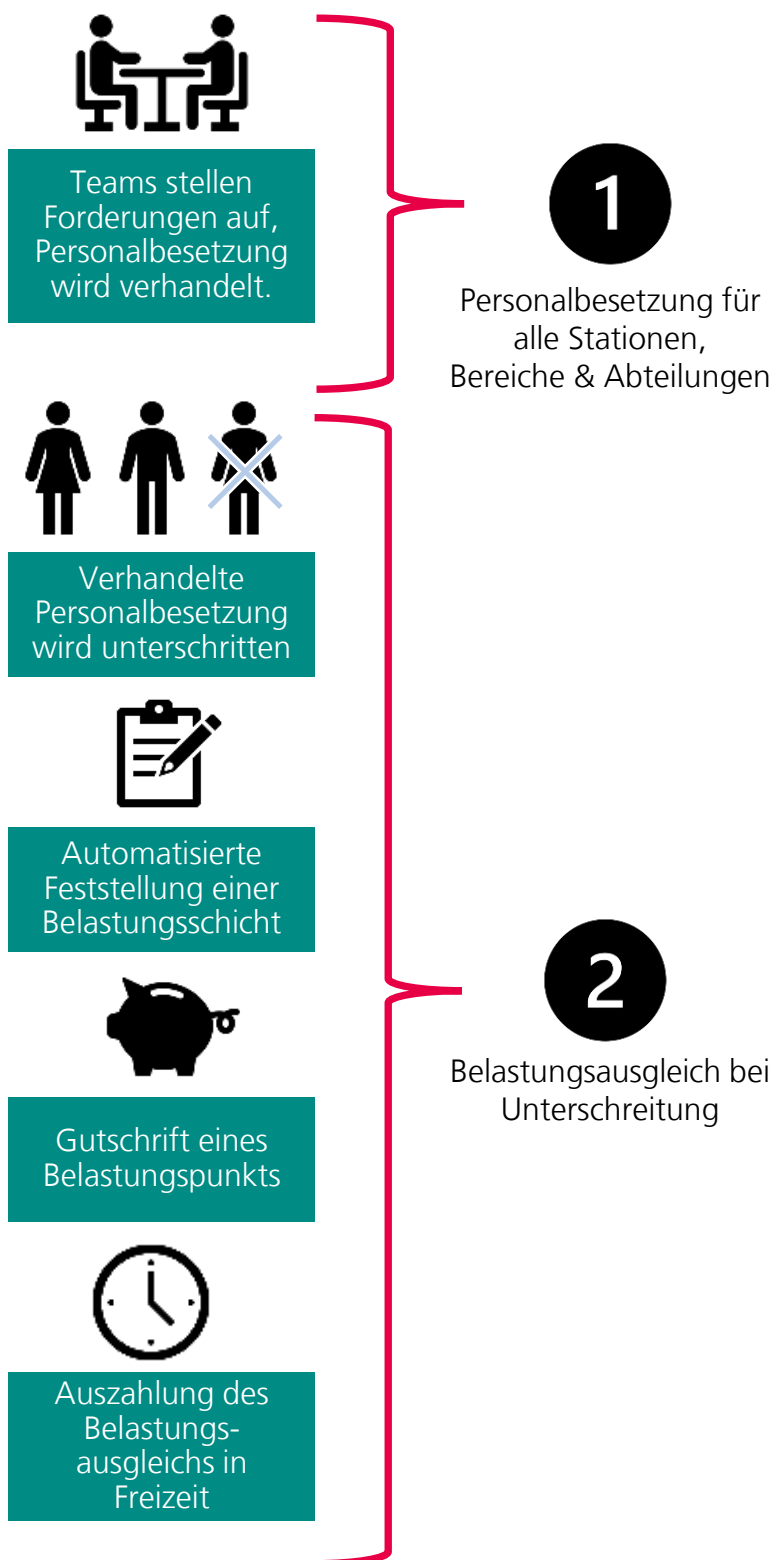 Teams stellen
Forderungen auf,
Personalbesetzung
wird verhandelt.
1
Personalbesetzung für
alle Stationen,
Bereiche & Abteilungen
Verhandelte
Personalbesetzung
wird unterschritten
Automatisierte
Feststellung einer
Belastungsschicht
Gutschrift eines
Belastungspunkts
Auszahlung des
Belastungs-
ausgleichs in
Freizeit
2
Belastungsausgleich bei
Unterschreitung